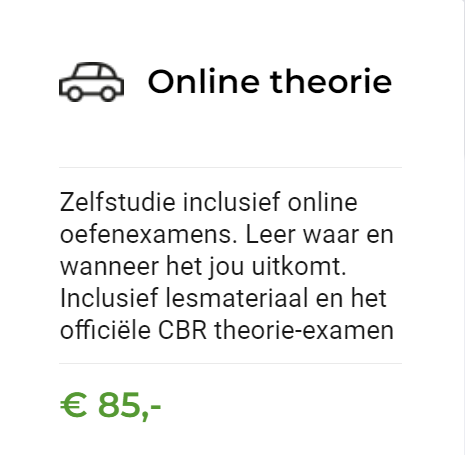 Online theorie
Zelfstudie inclusief online
oefenexamens. Leer waar en
wanneer het jou uitkomt.
Inclusief lesmateriaal en het
officiële CBR theorie-examen
€ 85,-